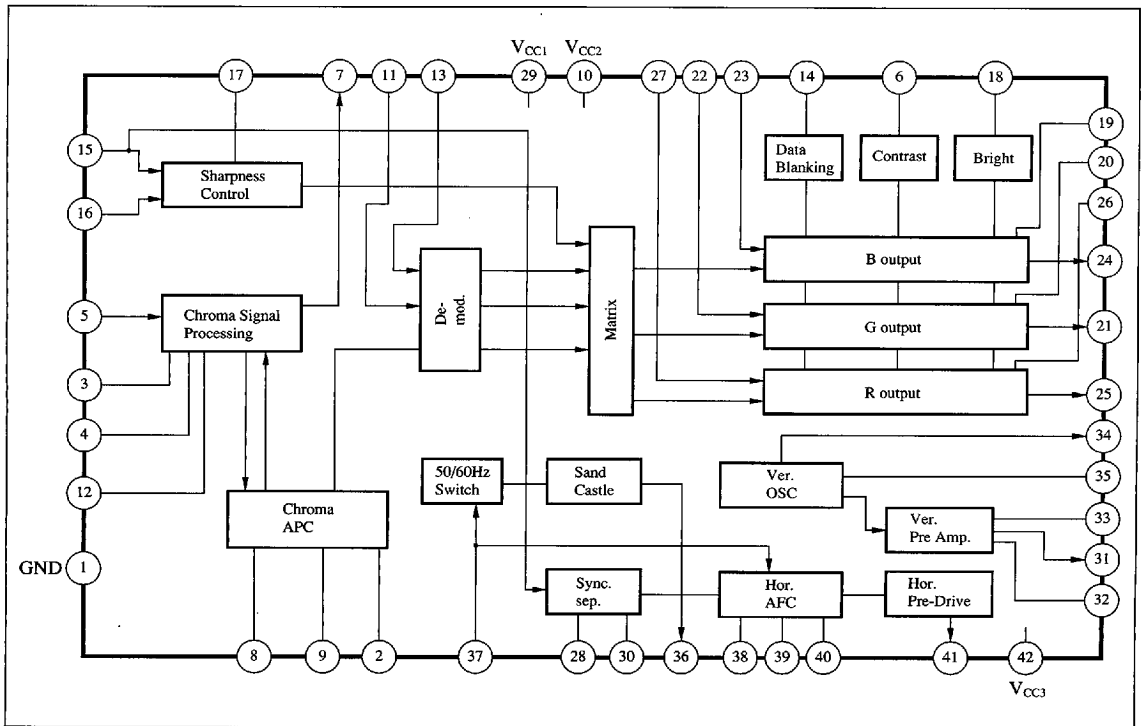 VCC1
VCC2
17
7
11
13
29
10
27
22
23
14
6
18
19
15
Data
Blanking
Contrast
Bright
20
Sharpness
Control
16
26
B output
24
De-
mod.
Matrix
5
Chroma Signal
Processing
G output
21
3
R output
25
4
34
50/60Hz
Switch
Sand
Castle
Ver.
OSC
35
12
Chroma
APC
Ver.
Pre Amp.
33
31
GND
1
Sync.
sep.
Hor.
AFC
Hor.
Pre-Drive
32
8
9
2
37
28
30
36
38
39
40
41
42
VCC3